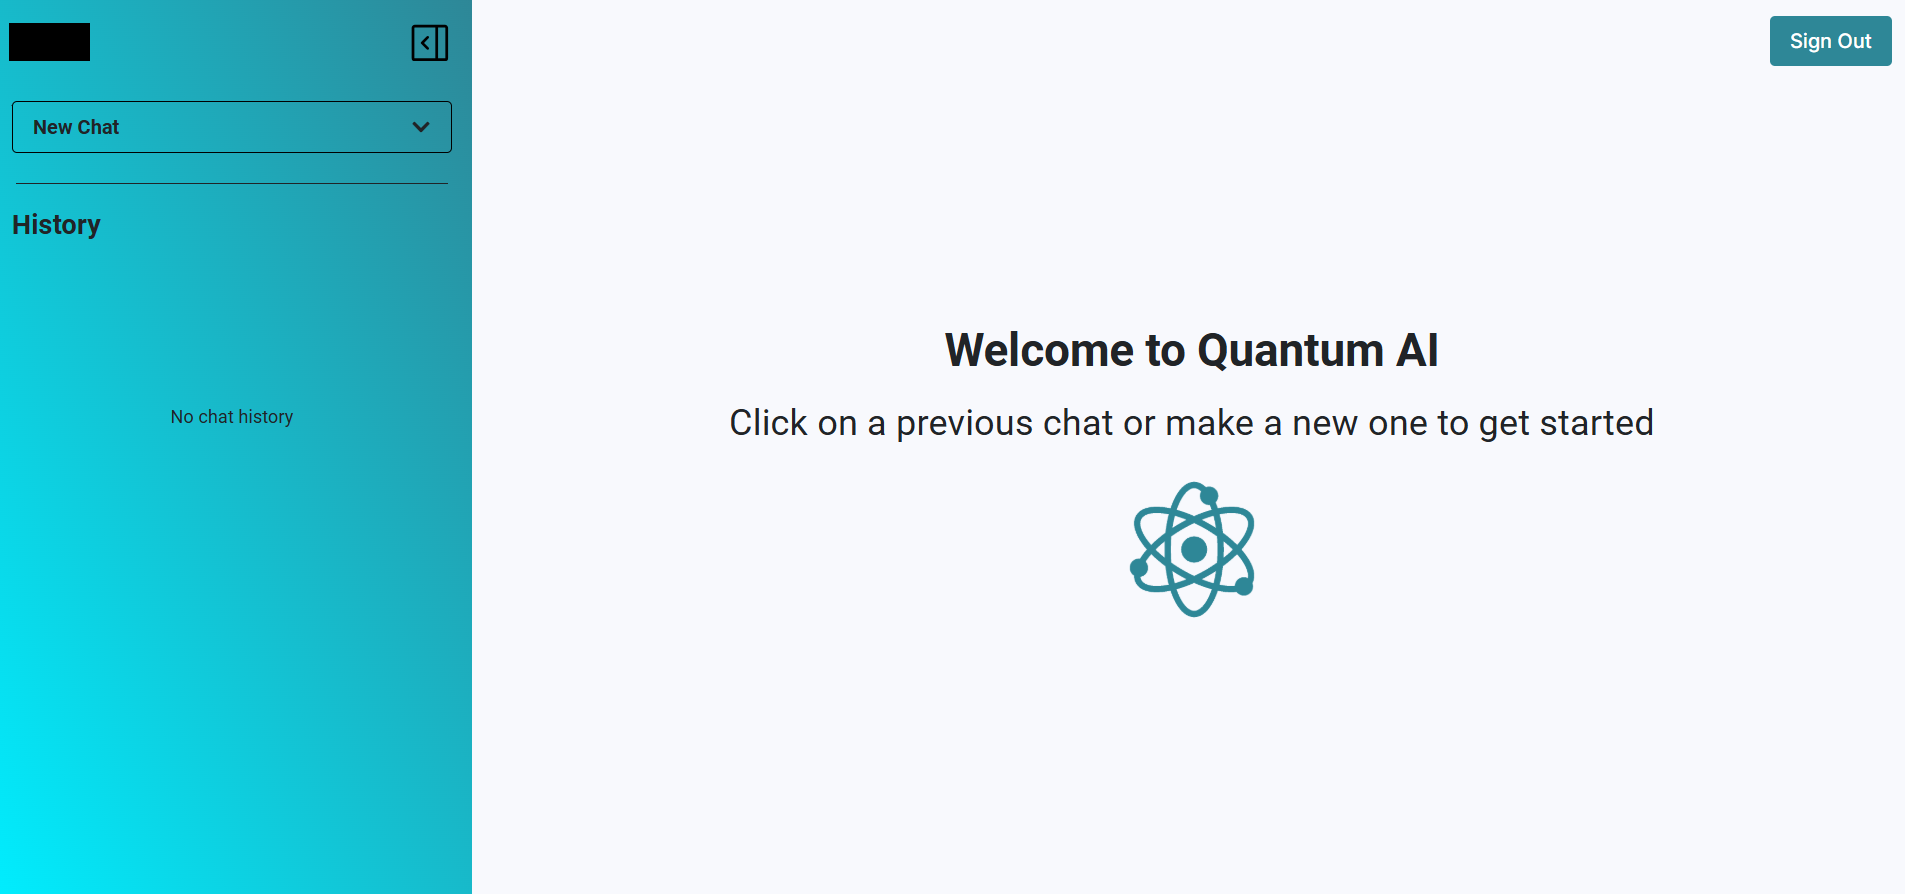 New Chat
History
No chat history
Sign Out
Welcome to Quantum AI
Click on a previous chat or make a new one to get started